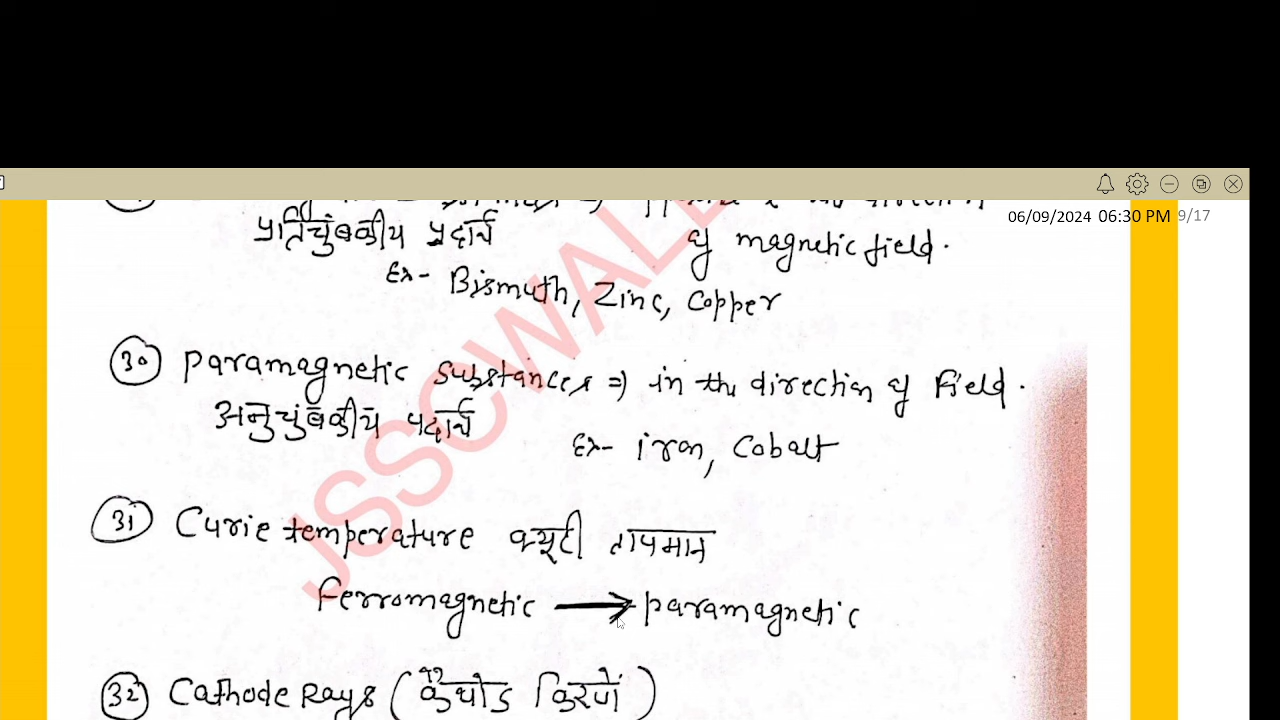 06/09/2024 06:30 PM 9/17
प्रतिचुंबकीय पदार्थ of magnetic field.
Ex- Bismuth, Zinc, Copper
30 Paramagnetic Substances ⇒ in the direction of Field.
अनुचुंबकीय पदार्थ
Ex- iron, Cobalt
31 Curie temperature क्यूरी तापमान
Ferromagnetic → paramagnetic
32 Cathode Rays (कैथोड किरणें)
JSSCWALL